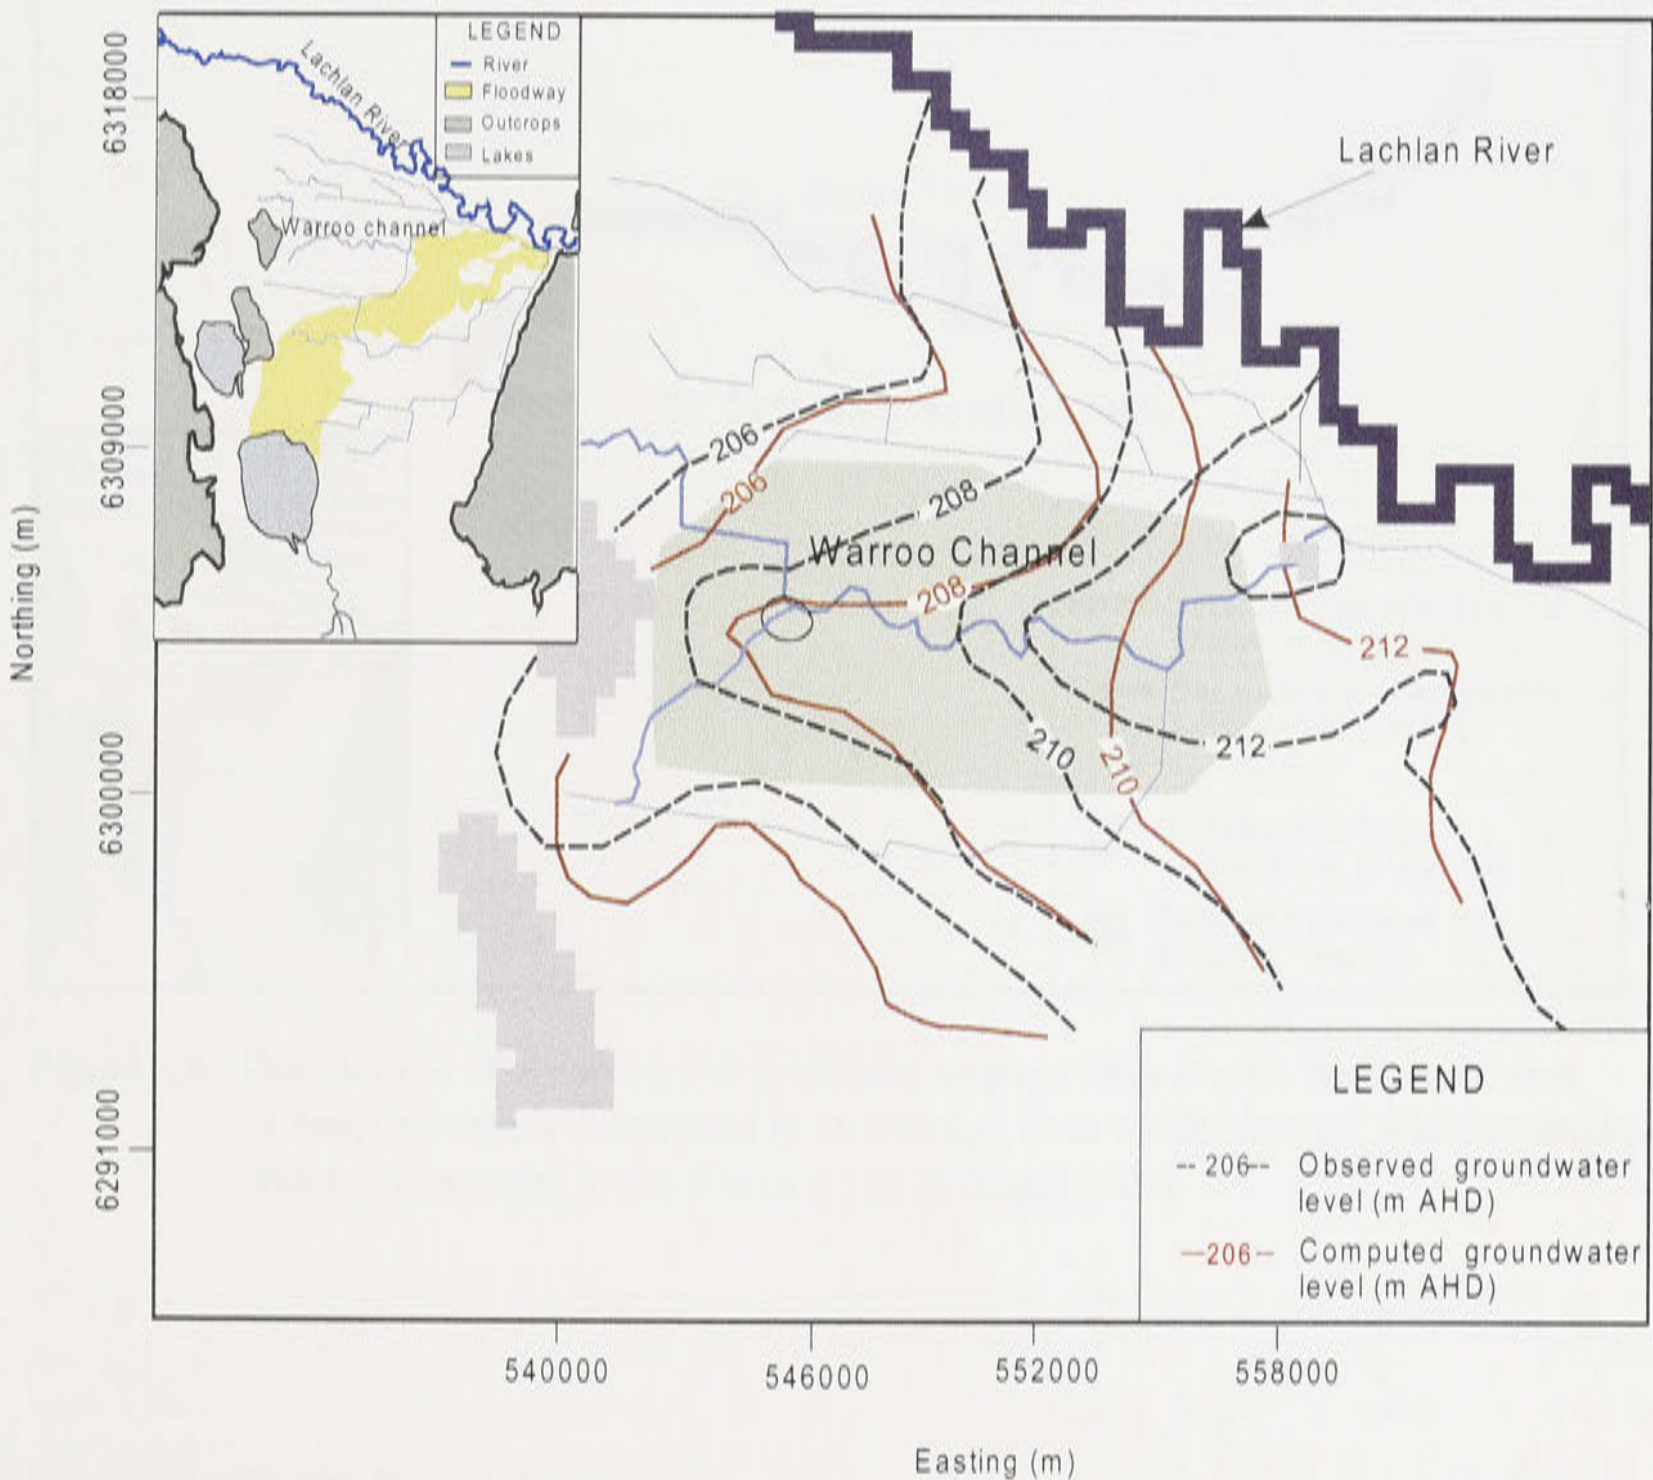 LEGEND
River
Floodway
Outcrops
Lakes
Lachlan River
Warroo channel
Lachlan River
Warroo Channel
206
206
208
208
210
210
212
212
6318000
6309000
6300000
6291000
Northing (m)
540000
546000
552000
558000
Easting (m)
LEGEND
--206-- Observed groundwater
level (m AHD)
—206— Computed groundwater
level (m AHD)